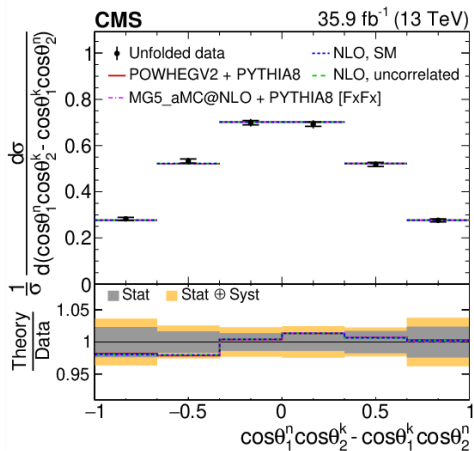 CMS 35.9 fb⁻¹ (13 TeV)
Unfolded data
NLO, SM
POWHEGV2 + PYTHIA8
NLO, uncorrelated
MG5_aMC@NLO + PYTHIA8 [FxFx]
1/σ dσ/d(cosθ₁ⁿcosθ₂ᵏ - cosθ₁ᵏcosθ₂ⁿ)
1
0.8
0.6
0.4
0.2
0
Stat
Stat ⊕ Syst
Theory/Data
1.05
1
0.95
−1 −0.5 0 0.5 1
cosθ₁ⁿcosθ₂ᵏ - cosθ₁ᵏcosθ₂ⁿ